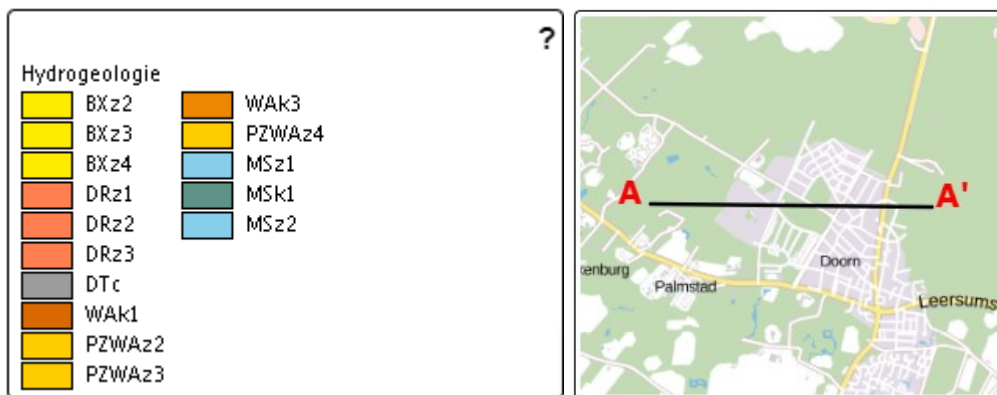 ?
Hydrogeologie
BXz2
BXz3
BXz4
DRz1
DRz2
DRz3
DTc
WAk1
PZWAz2
PZWAz3
WAk3
PZWAz4
MSz1
MSk1
MSz2
A A'
Doorn
kenburg
Palmstad
Leersums